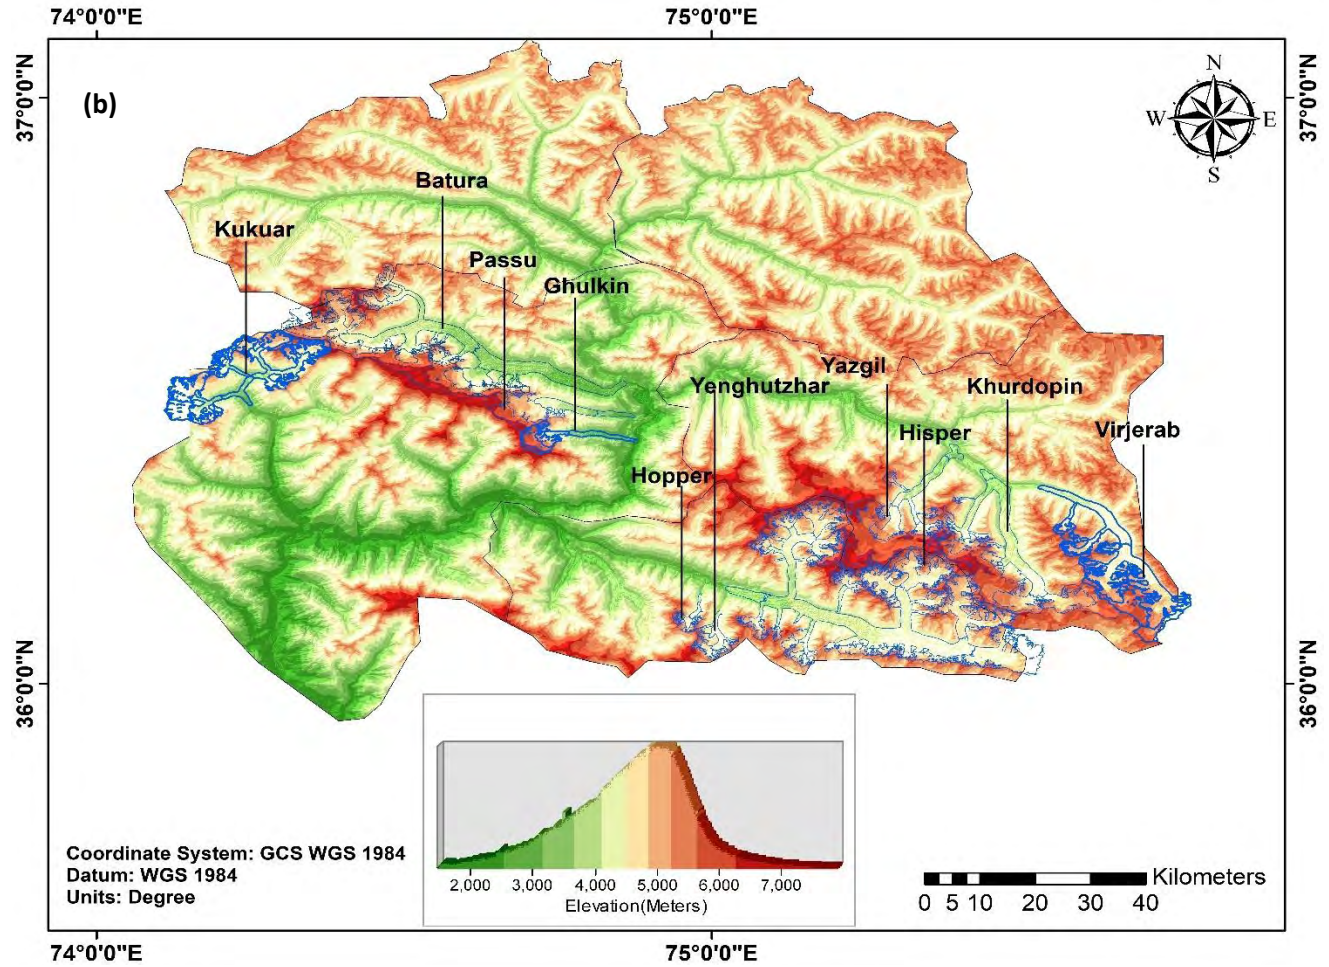 74°0'0"E
75°0'0"E
37°0'0"N
37°0'0"N
(b)
N
W
E
S
Batura
Kukuar
Passu
Ghulkin
Yazgil
Yenghutzhar
Khurdopin
Hisper
Virjerab
Hopper
36°0'0"N
36°0'0"N
Coordinate System: GCS WGS 1984
Datum: WGS 1984
Units: Degree
2,000 3,000 4,000 5,000 6,000 7,000
Elevation(Meters)
Kilometers
0 5 10 20 30 40
74°0'0"E
75°0'0"E